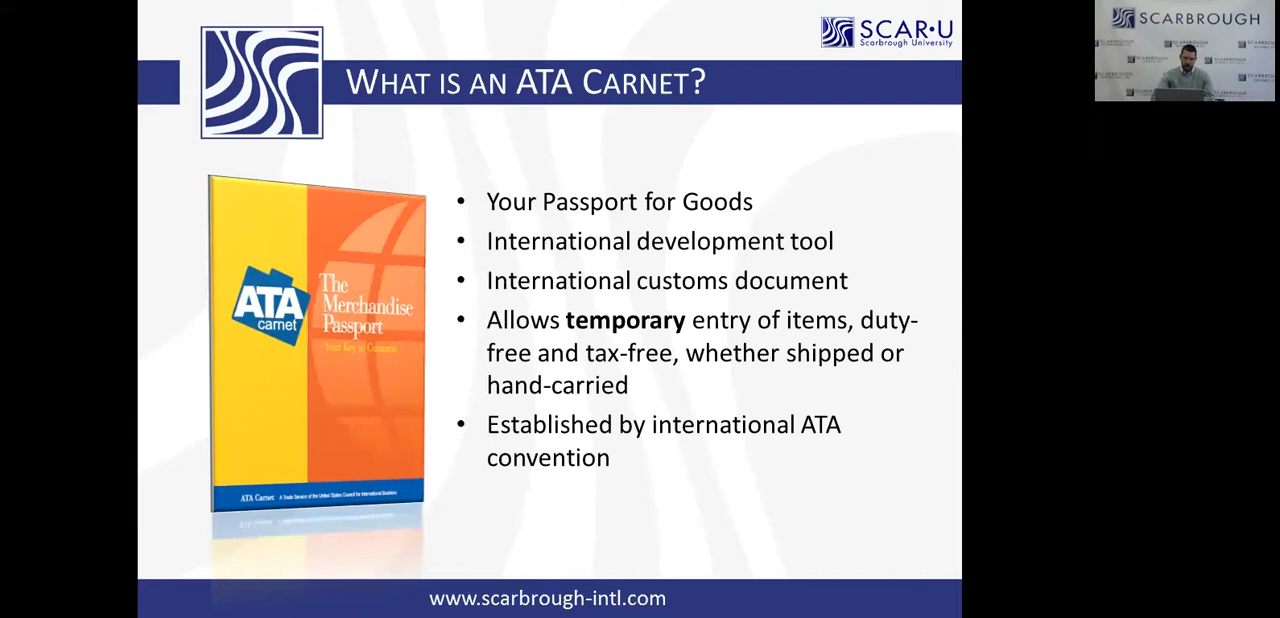 SCAR•U
Scarbrough University
SCARBROUGH
WHAT IS AN ATA CARNET?
• Your Passport for Goods
• International development tool
• International customs document
• Allows temporary entry of items, duty-
free and tax-free, whether shipped or
hand-carried
• Established by international ATA
convention
ATA
carnet
The
Merchandise
Passport
Your Key to Customs
ATA Carnet A Trade Service of the United States Council for International Business
www.scarbrough-intl.com